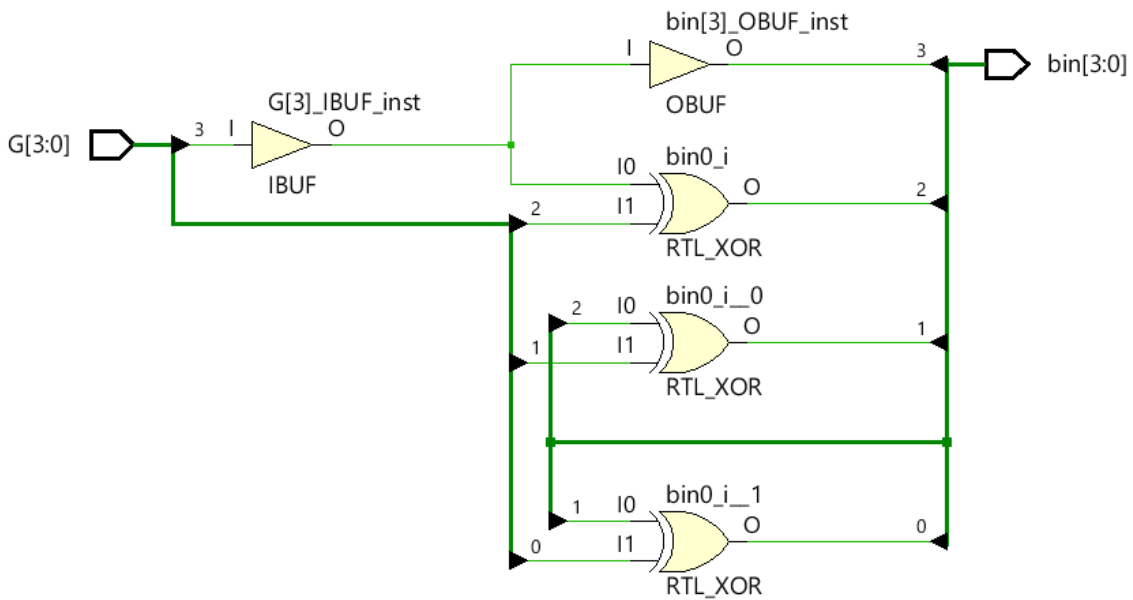 bin[3]_OBUF_inst
I
O
3
bin[3:0]
OBUF
G[3]_IBUF_inst
G[3:0]
3
I
O
IBUF
bin0_i
I0
O
2
I1
2
RTL_XOR
bin0_i__0
2
I0
O
1
I1
1
RTL_XOR
bin0_i__1
1
I0
O
0
I1
0
RTL_XOR